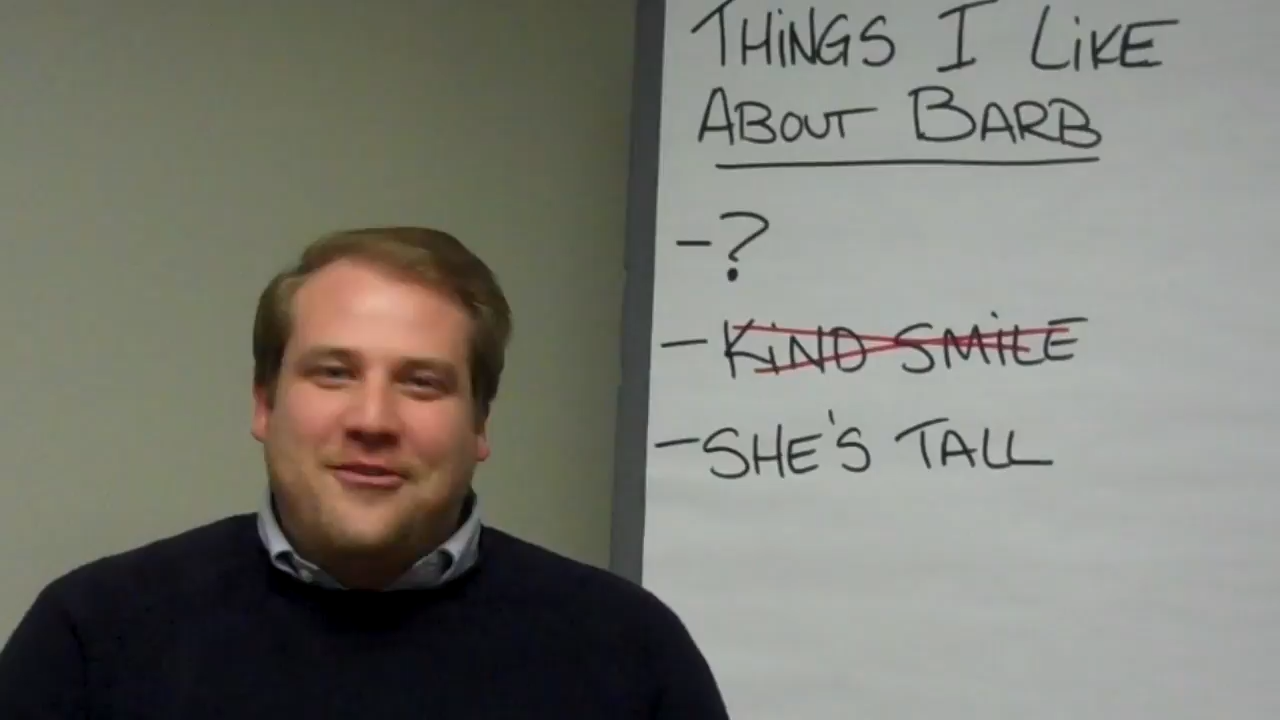 THiNGS I LiKE
ABOUT BARB
-?
-KiND SMiLE
-SHE'S TALL